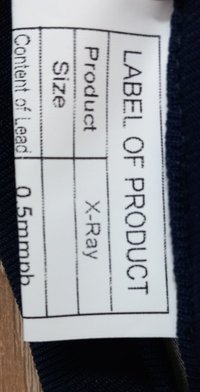 LABEL OF PRODUCT
Product X-Ray
Size
Content of Lead 0.5mmpb